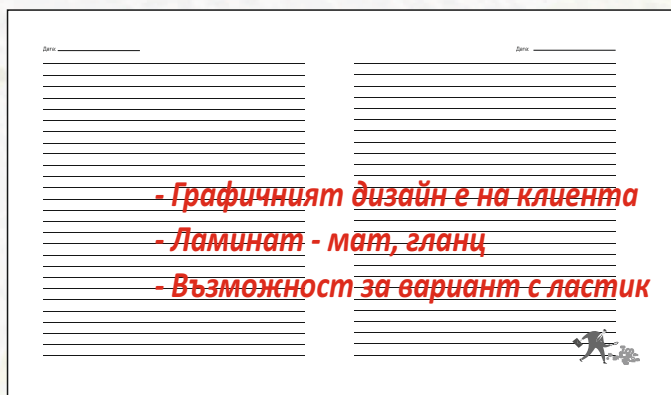 Дата:
Дата:
- Графичният дизайн е на клиента
- Ламинат - мат, гланц
- Възможност за вариант с ластик